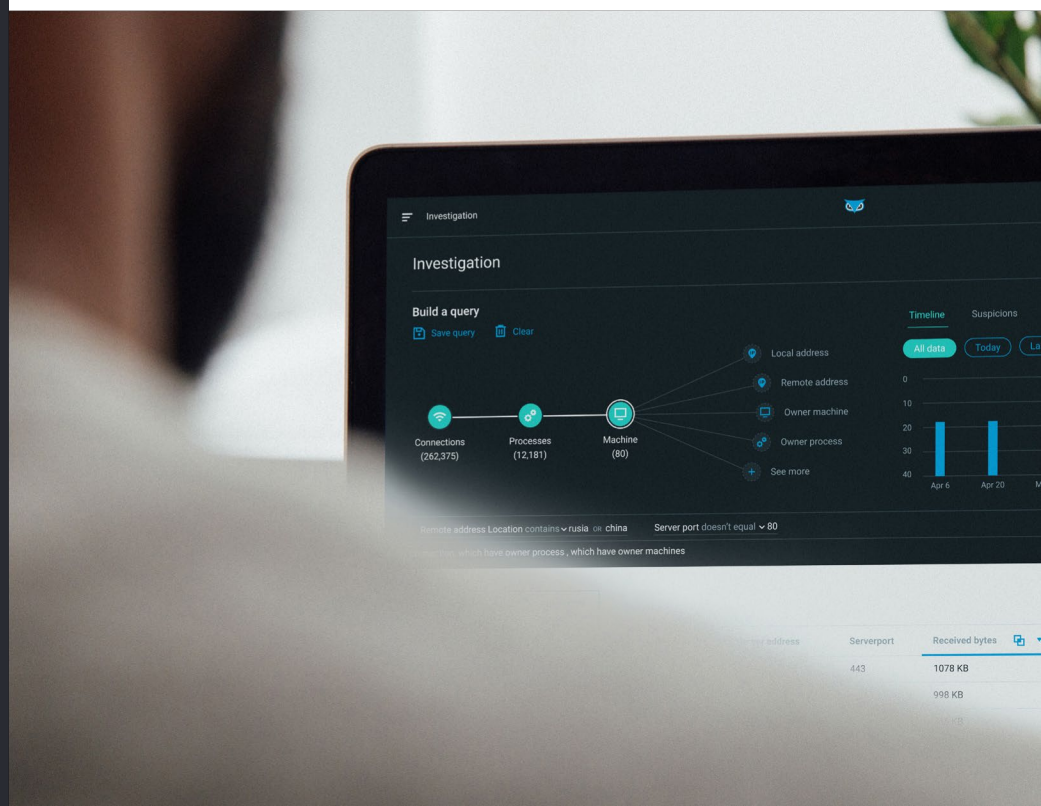 Investigation
Investigation
Build a query
Save query Clear
Timeline Suspicions
All data Today
Local address
Remote address
Owner machine
Owner process
See more
Connections
(262,375)
Processes
(12,181)
Machine
(80)
0
10
20
30
40
Apr 6 Apr 20
Remote address Location contains rusia OR china Server port doesn't equal 80
which have owner process , which have owner machines
address Serverport Received bytes
443 1078 KB
998 KB